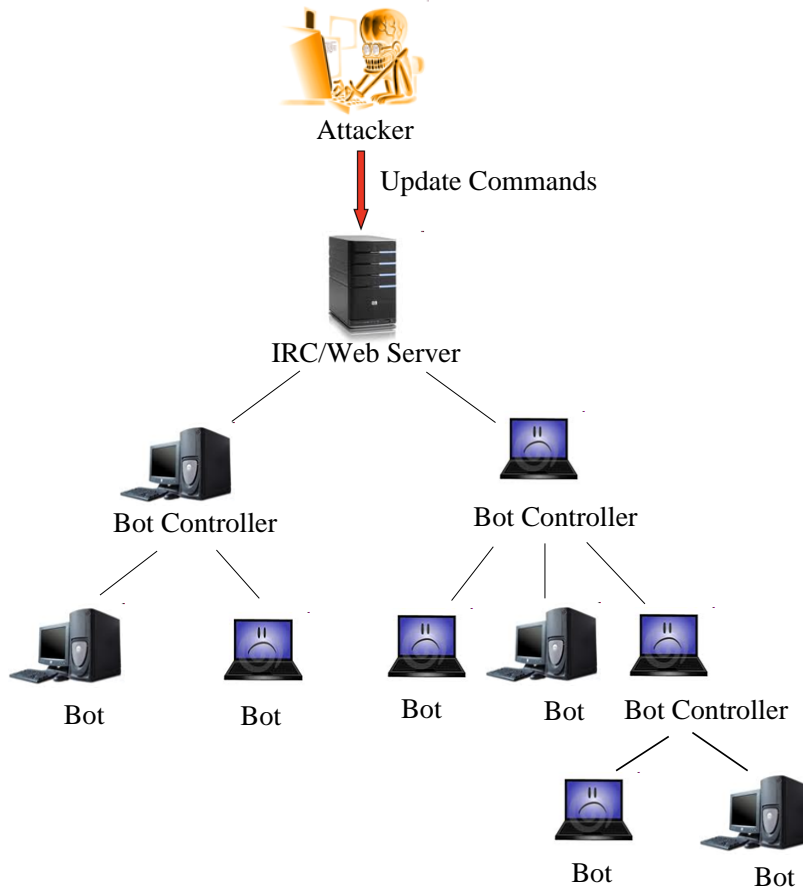 Attacker
Update Commands
IRC/Web Server
Bot Controller
Bot Controller
Bot
Bot
Bot
Bot
Bot Controller
Bot
Bot